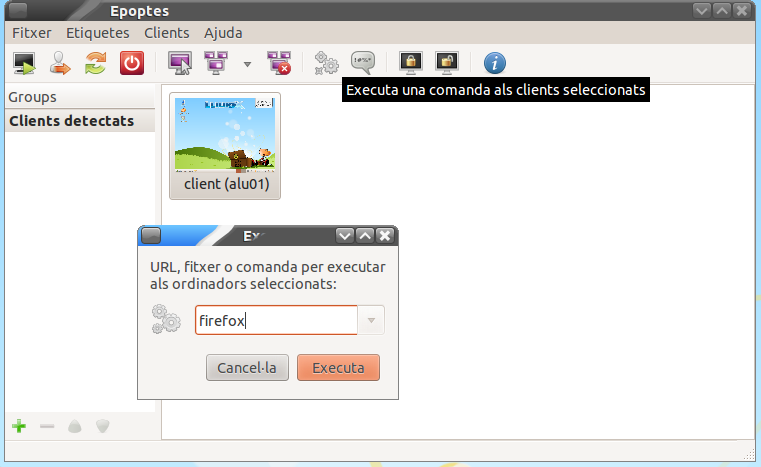 Epoptes
Fitxer Etiquetes Clients Ajuda
Executa una comanda als clients seleccionats
Groups
Clients detectats
client (alu01)
URL, fitxer o comanda per executar
als ordinadors seleccionats:
firefox
Cancel·la Executa